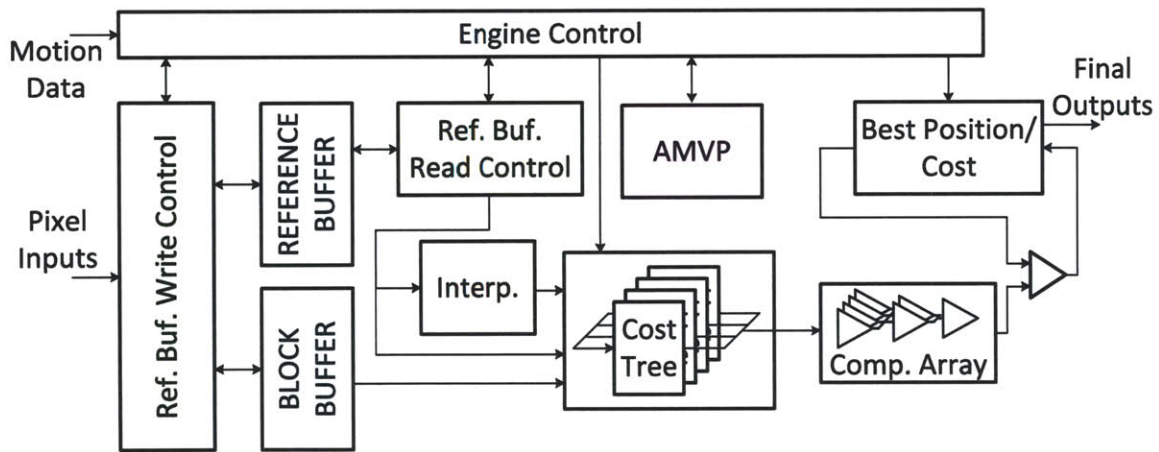 Engine Control
Motion
Data
Final
Outputs
Ref. Buf. Write Control
REFERENCE
BUFFER
Ref. Buf.
Read Control
AMVP
Best Position/
Cost
Pixel
Inputs
Interp.
BLOCK
BUFFER
Cost
Tree
Comp. Array